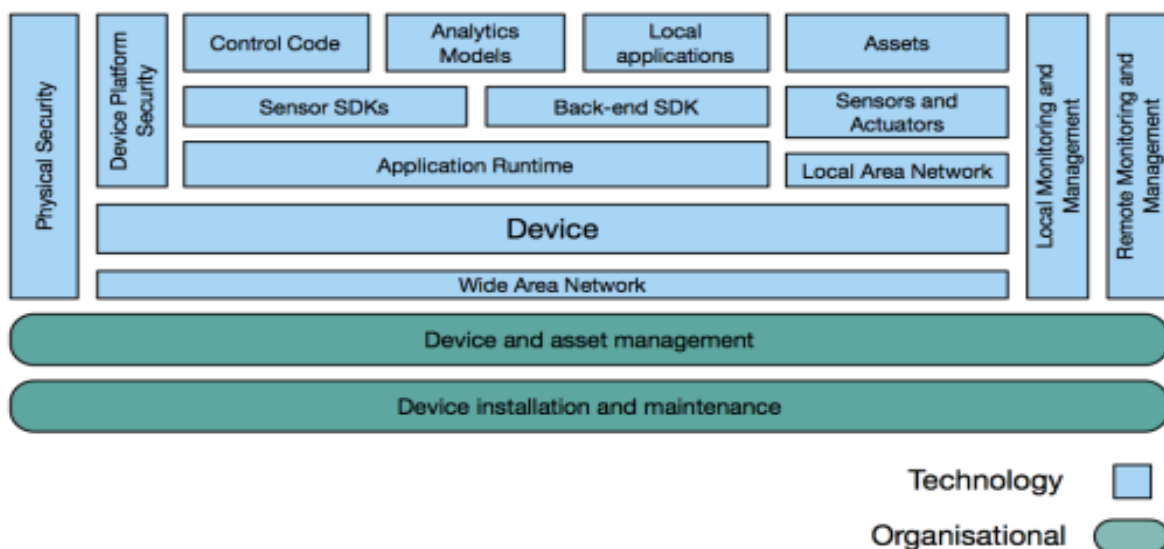 Physical Security
Device Platform
Security
Control Code
Analytics
Models
Local
applications
Assets
Sensor SDKs
Back-end SDK
Sensors and
Actuators
Application Runtime
Local Area Network
Device
Wide Area Network
Local Monitoring and
Management
Remote Monitoring and
Management
Device and asset management
Device installation and maintenance
Technology
Organisational